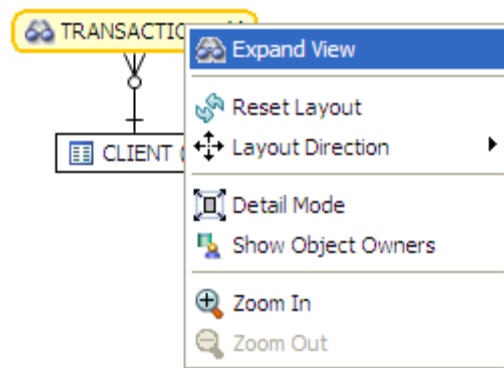 TRANSACTIO
Expand View
Reset Layout
CLIENT (
Layout Direction
Detail Mode
Show Object Owners
Zoom In
Zoom Out